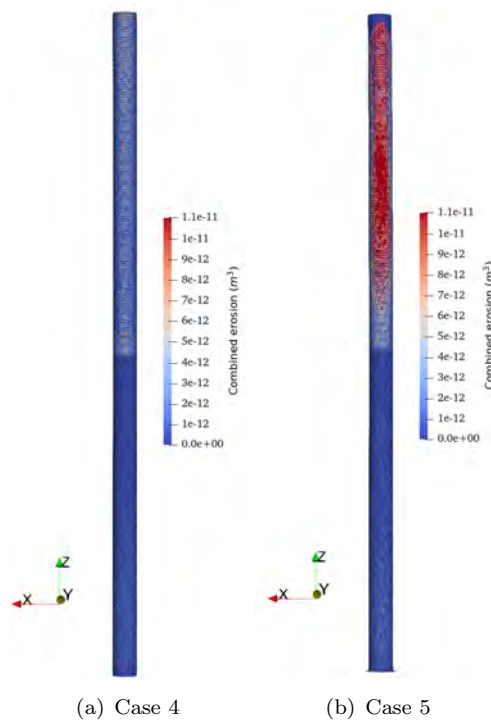 1.1e-11
1e-11
9e-12
8e-12
7e-12
6e-12
5e-12
4e-12
3e-12
2e-12
1e-12
0.0e+00
Combined erosion (m³)
Z
X
Y
(a) Case 4
1.1e-11
1e-11
9e-12
8e-12
7e-12
6e-12
5e-12
4e-12
3e-12
2e-12
1e-12
0.0e+00
Combined erosion (m³)
Z
X
Y
(b) Case 5